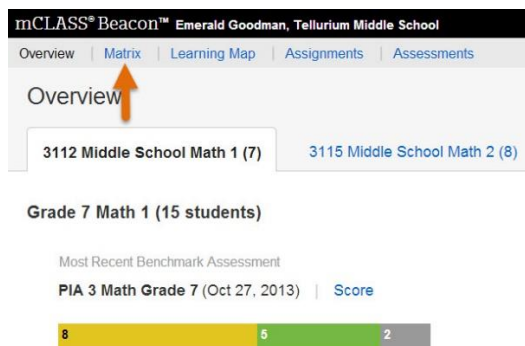 mCLASS® Beacon™ Emerald Goodman, Tellurium Middle School
Overview | Matrix | Learning Map | Assignments | Assessments
Overview
3112 Middle School Math 1 (7) 3115 Middle School Math 2 (8)
Grade 7 Math 1 (15 students)
Most Recent Benchmark Assessment
PIA 3 Math Grade 7 (Oct 27, 2013) | Score
8 5 2